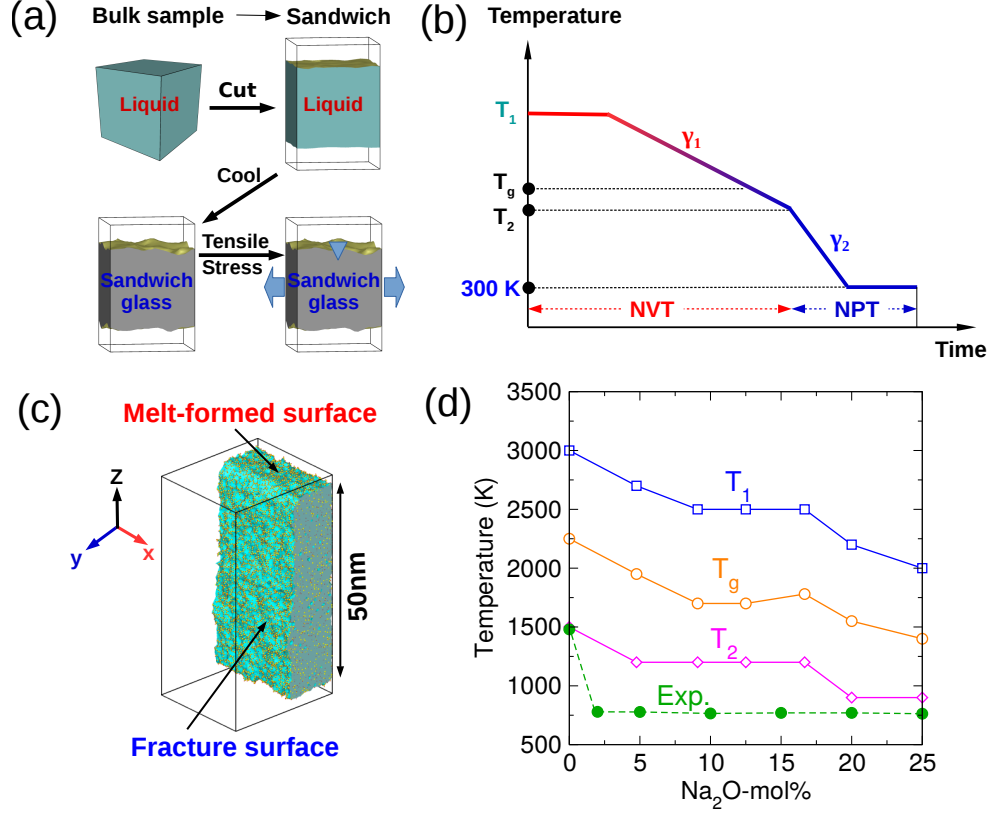 (a)
Bulk sample
Sandwich
Liquid
Cut
Liquid
Cool
Tensile
Stress
Sandwich
glass
Sandwich
glass
(b)
Temperature
T1
γ1
Tg
T2
γ2
300 K
NVT
NPT
Time
(c)
Melt-formed surface
z
y
x
50nm
Fracture surface
(d)
3500
3000
2500
2000
1500
1000
500
Temperature (K)
T1
Tg
T2
Exp.
0
5
10
15
20
25
Na2O-mol%